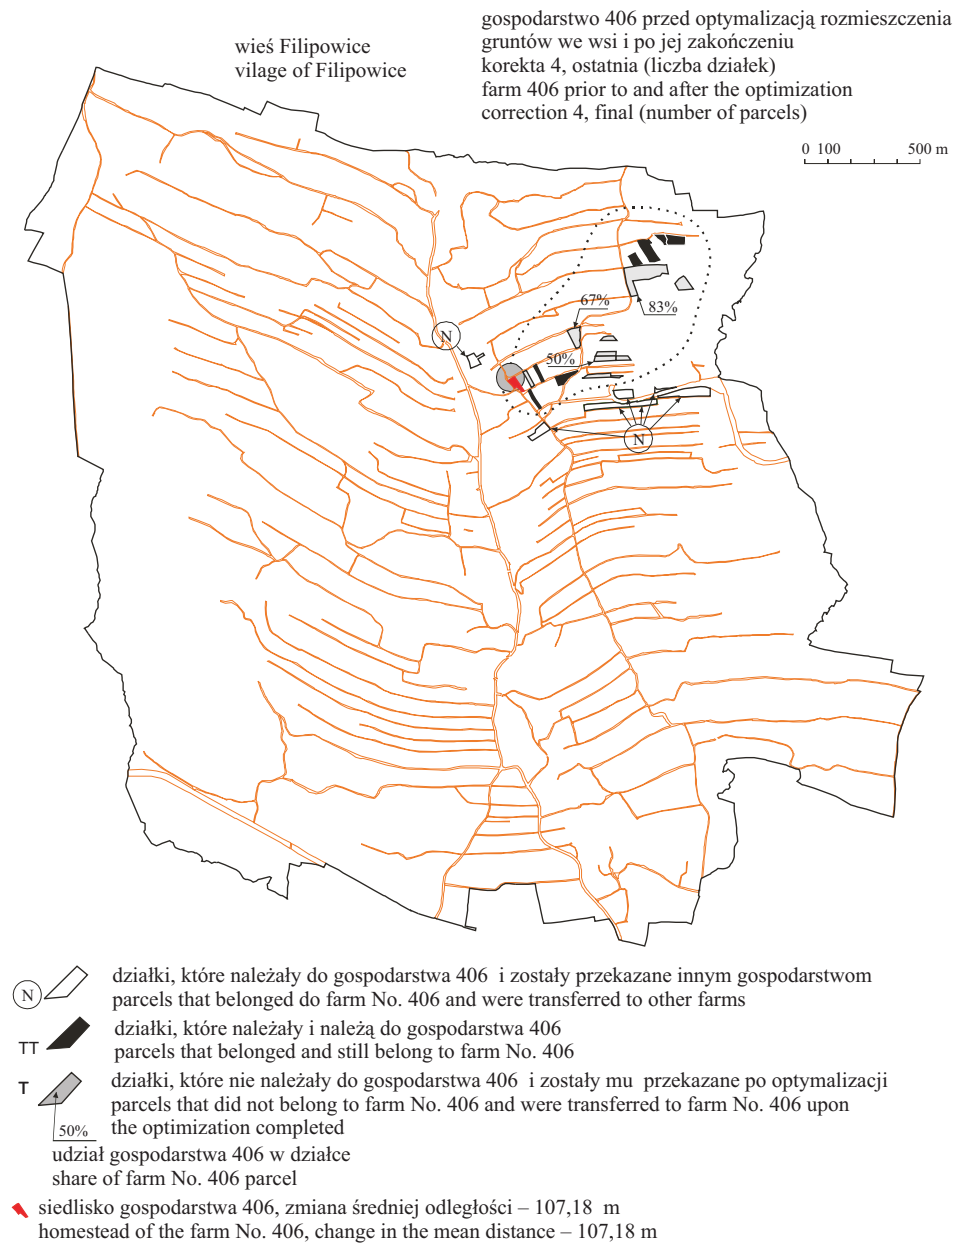 gospodarstwo 406 przed optymalizacją rozmieszczenia
gruntów we wsi i po jej zakończeniu
korekta 4, ostatnia (liczba działek)
farm 406 prior to and after the optimization
correction 4, final (number of parcels)
wieś Filipowice
vilage of Filipowice
0 100 500 m
67%
83%
N
50%
N
N
działki, które należały do gospodarstwa 406 i zostały przekazane innym gospodarstwom
parcels that belonged do farm No. 406 and were transferred to other farms
TT
działki, które należały i należą do gospodarstwa 406
parcels that belonged and still belong to farm No. 406
T
działki, które nie należały do gospodarstwa 406 i zostały mu przekazane po optymalizacji
parcels that did not belong to farm No. 406 and were transferred to farm No. 406 upon
the optimization completed
50%
udział gospodarstwa 406 w działce
share of farm No. 406 parcel
siedlisko gospodarstwa 406, zmiana średniej odległości – 107,18 m
homestead of the farm No. 406, change in the mean distance – 107,18 m